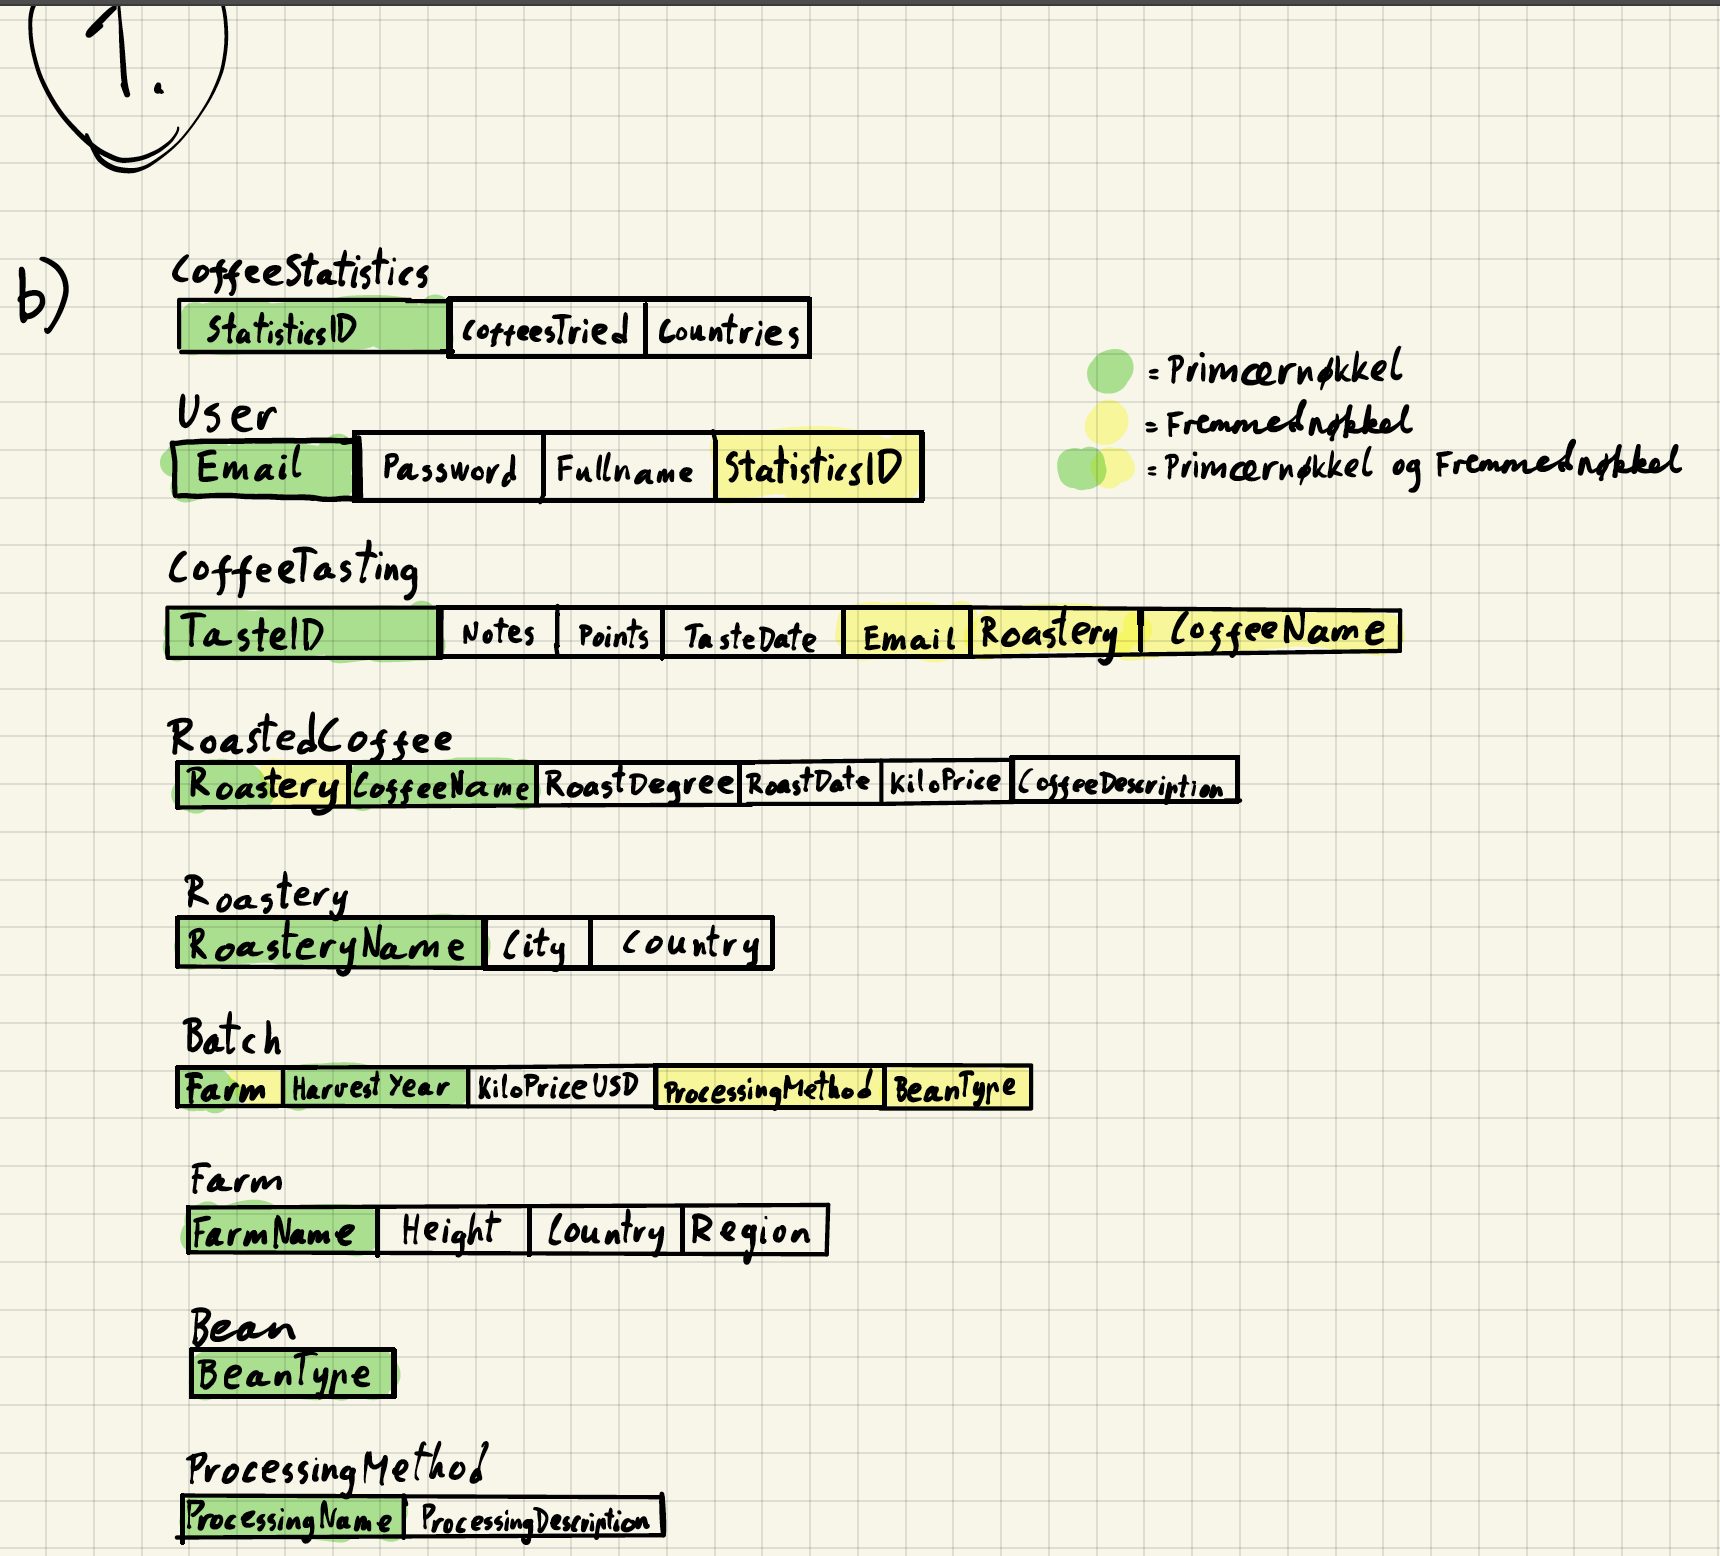 1.
b)
CoffeeStatistics
StatisticsID CoffeesTried Countries
= Primærnøkkel
= Fremmednøkkel
= Primærnøkkel og Fremmednøkkel
User
Email Password Fullname StatisticsID
CoffeeTasting
TasteID Notes Points TasteDate Email Roastery CoffeeName
RoastedCoffee
Roastery CoffeeName RoastDegree RoastDate KiloPrice CoffeeDescription
Roastery
RoasteryName City Country
Batch
Farm Harvest Year KiloPrice USD ProcessingMethod BeanType
Farm
FarmName Height Country Region
Bean
BeanType
ProcessingMethod
ProcessingName ProcessingDescription